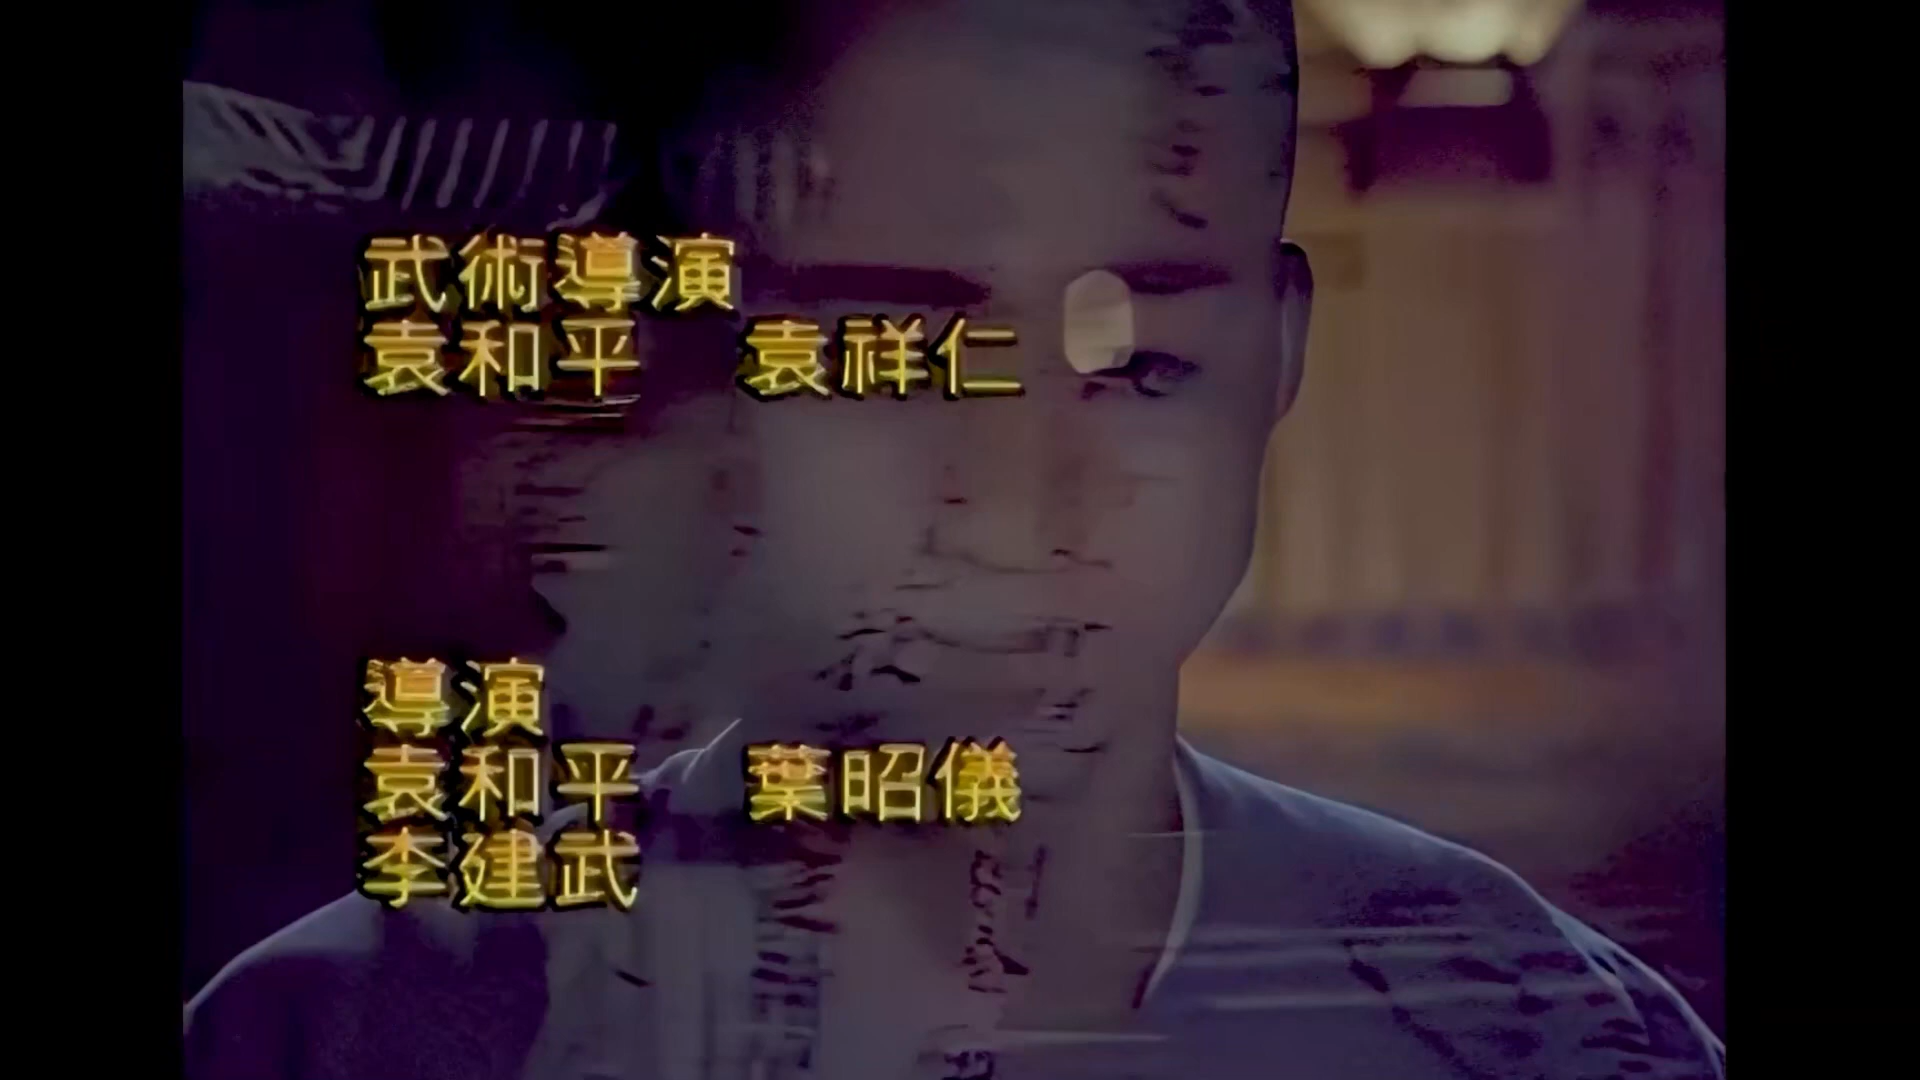 武術導演
袁和平 袁祥仁
導演
袁和平 葉昭儀
李建武